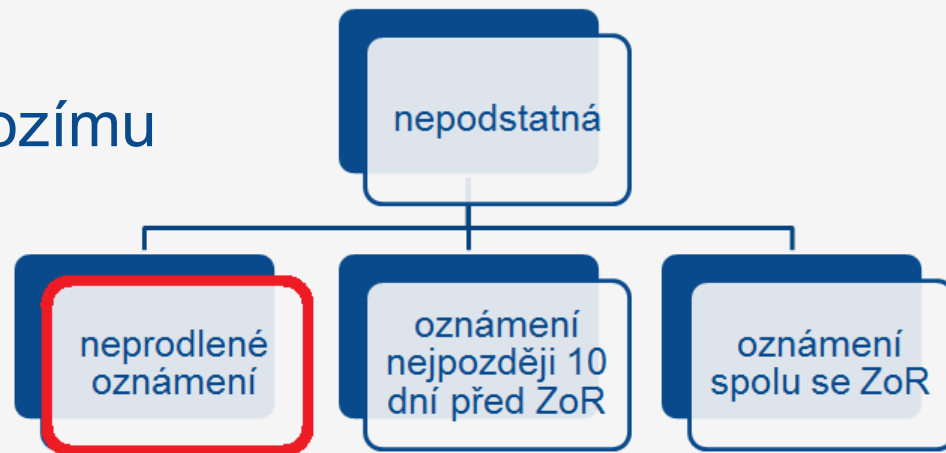 nepodstatná
ozímu
neprodlené
oznámení
oznámení
nejpozději 10
dní před ZoR
oznámení
spolu se ZoR